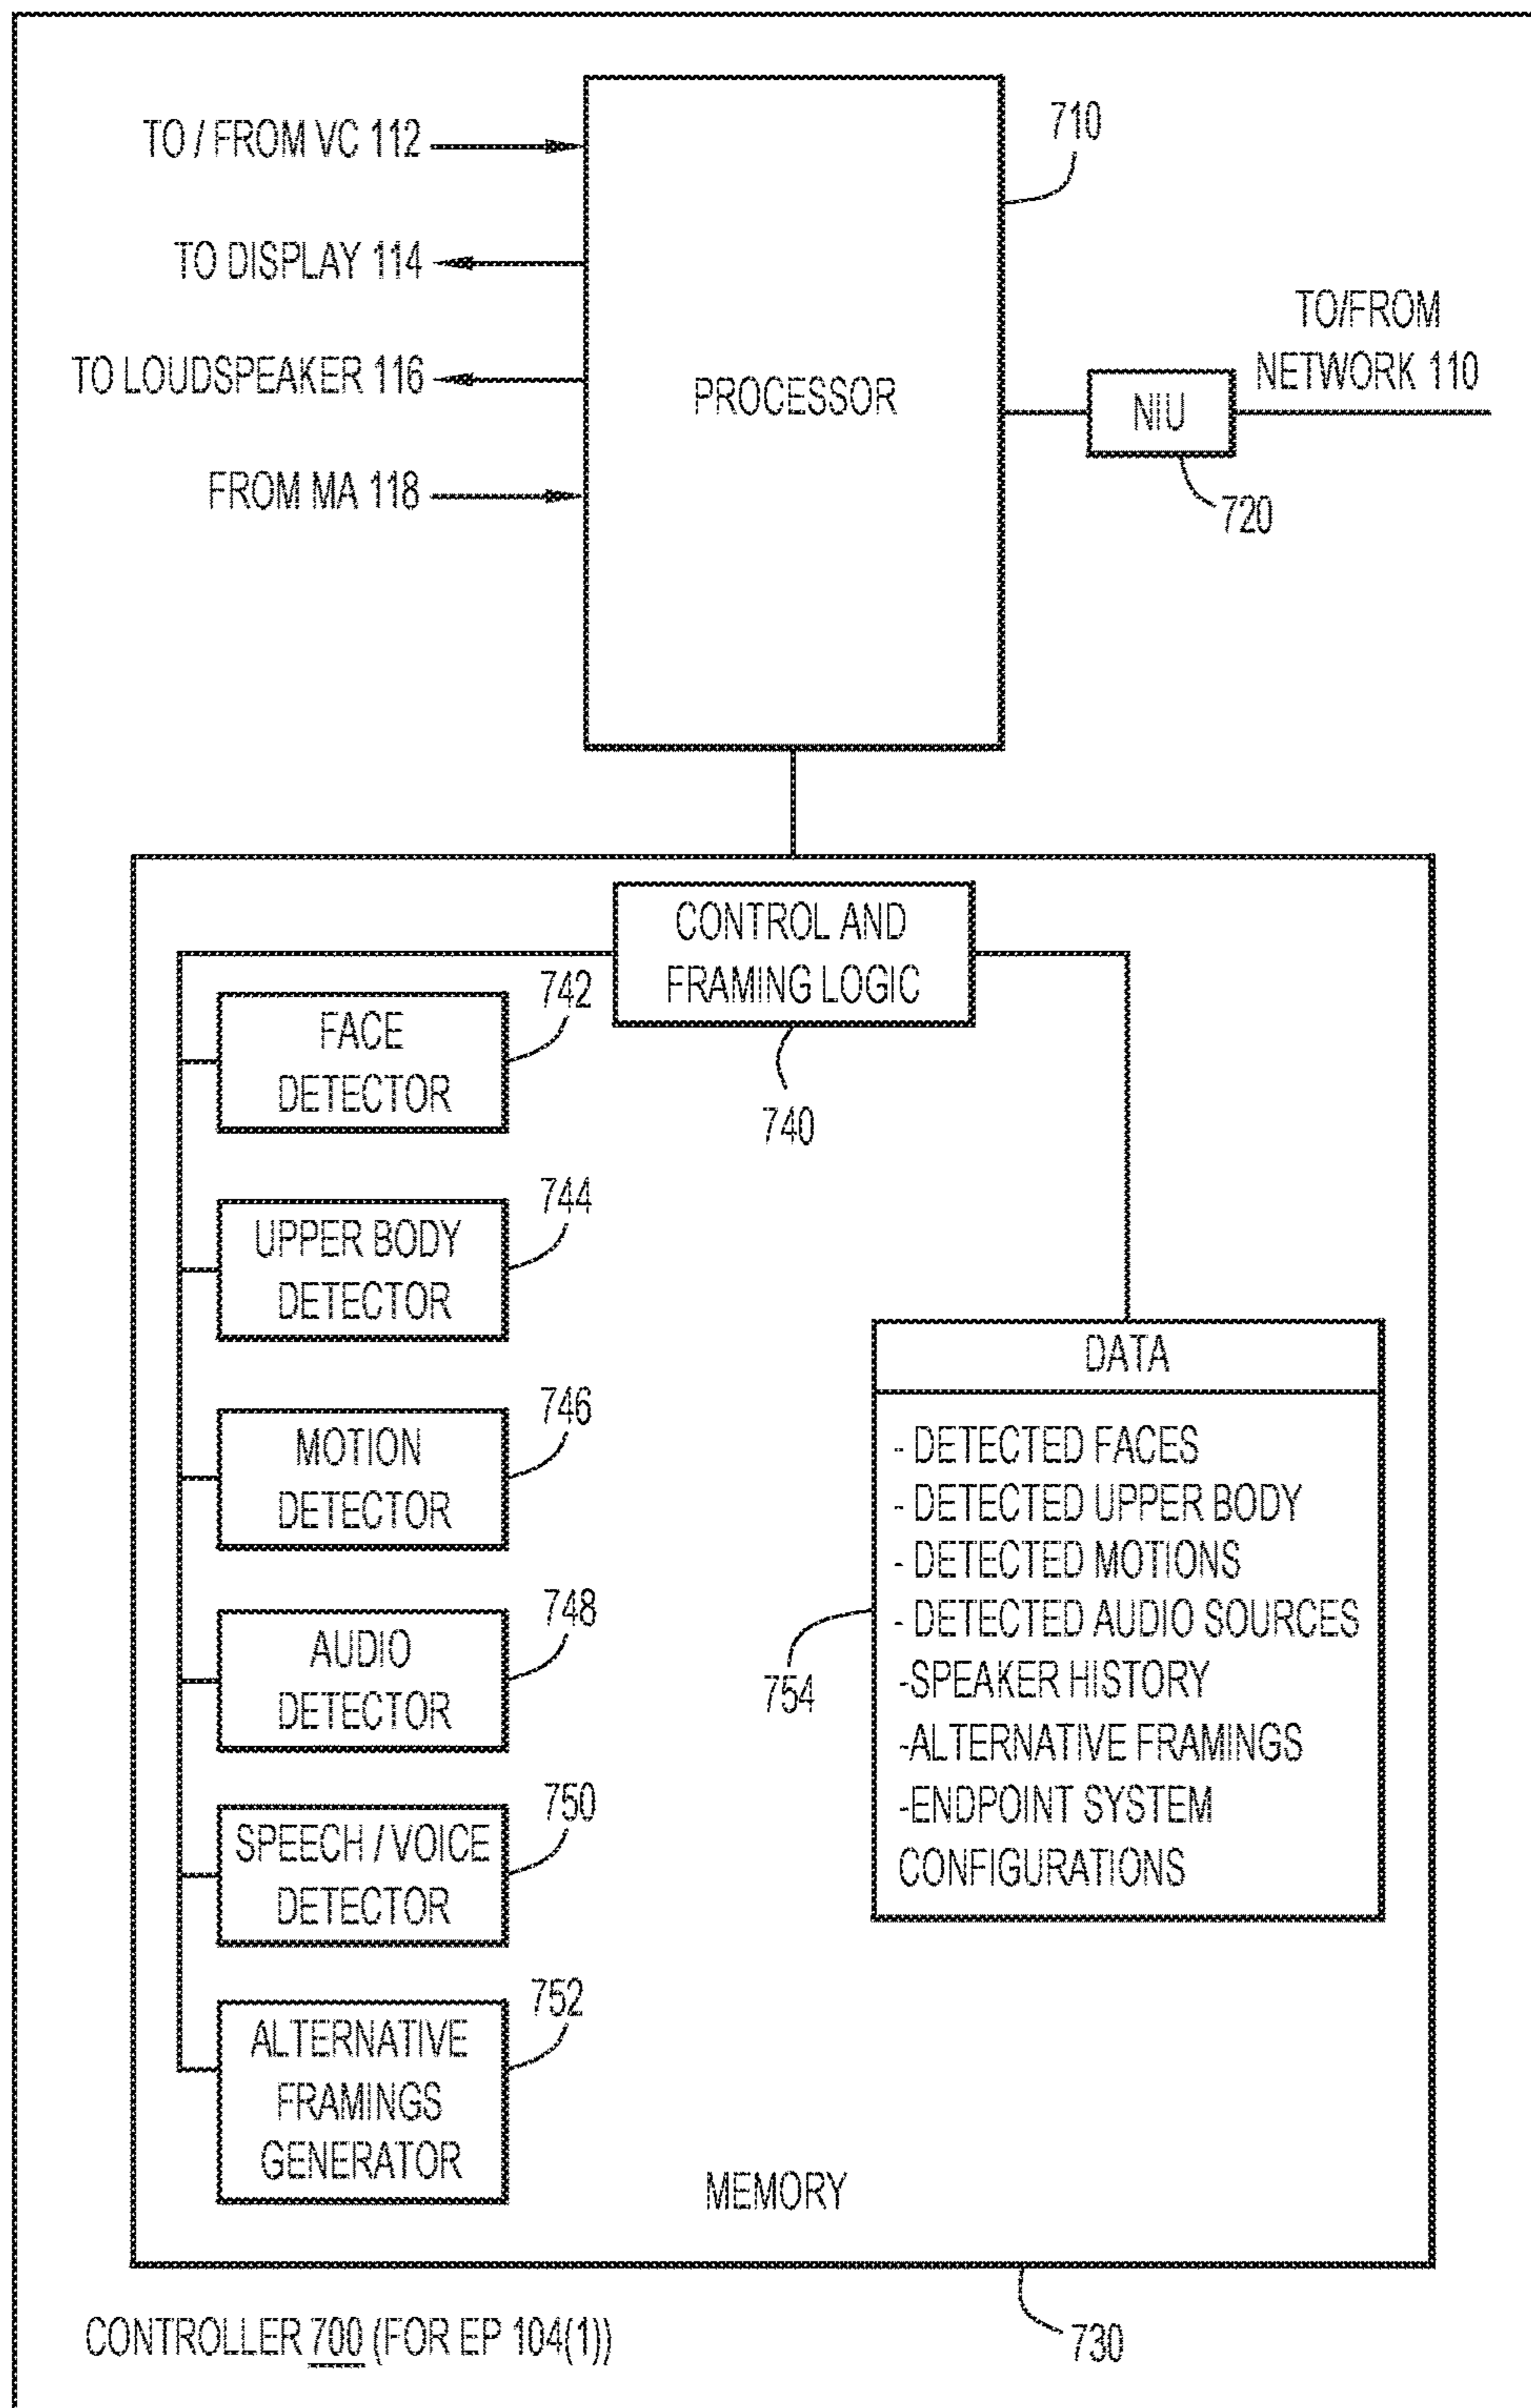 TO / FROM VC 112
710
TO DISPLAY 114
TO/FROM
NETWORK 110
TO LOUDSPEAKER 116
PROCESSOR
NIU
FROM MA 118
720
CONTROL AND
FRAMING LOGIC
740
742
FACE
DETECTOR
744
UPPER BODY
DETECTOR
746
MOTION
DETECTOR
748
AUDIO
DETECTOR
750
SPEECH / VOICE
DETECTOR
752
ALTERNATIVE
FRAMINGS
GENERATOR
DATA
- DETECTED FACES
- DETECTED UPPER BODY
- DETECTED MOTIONS
- DETECTED AUDIO SOURCES
-SPEAKER HISTORY
-ALTERNATIVE FRAMINGS
-ENDPOINT SYSTEM
CONFIGURATIONS
754
MEMORY
730
CONTROLLER 700 (FOR EP 104(1))